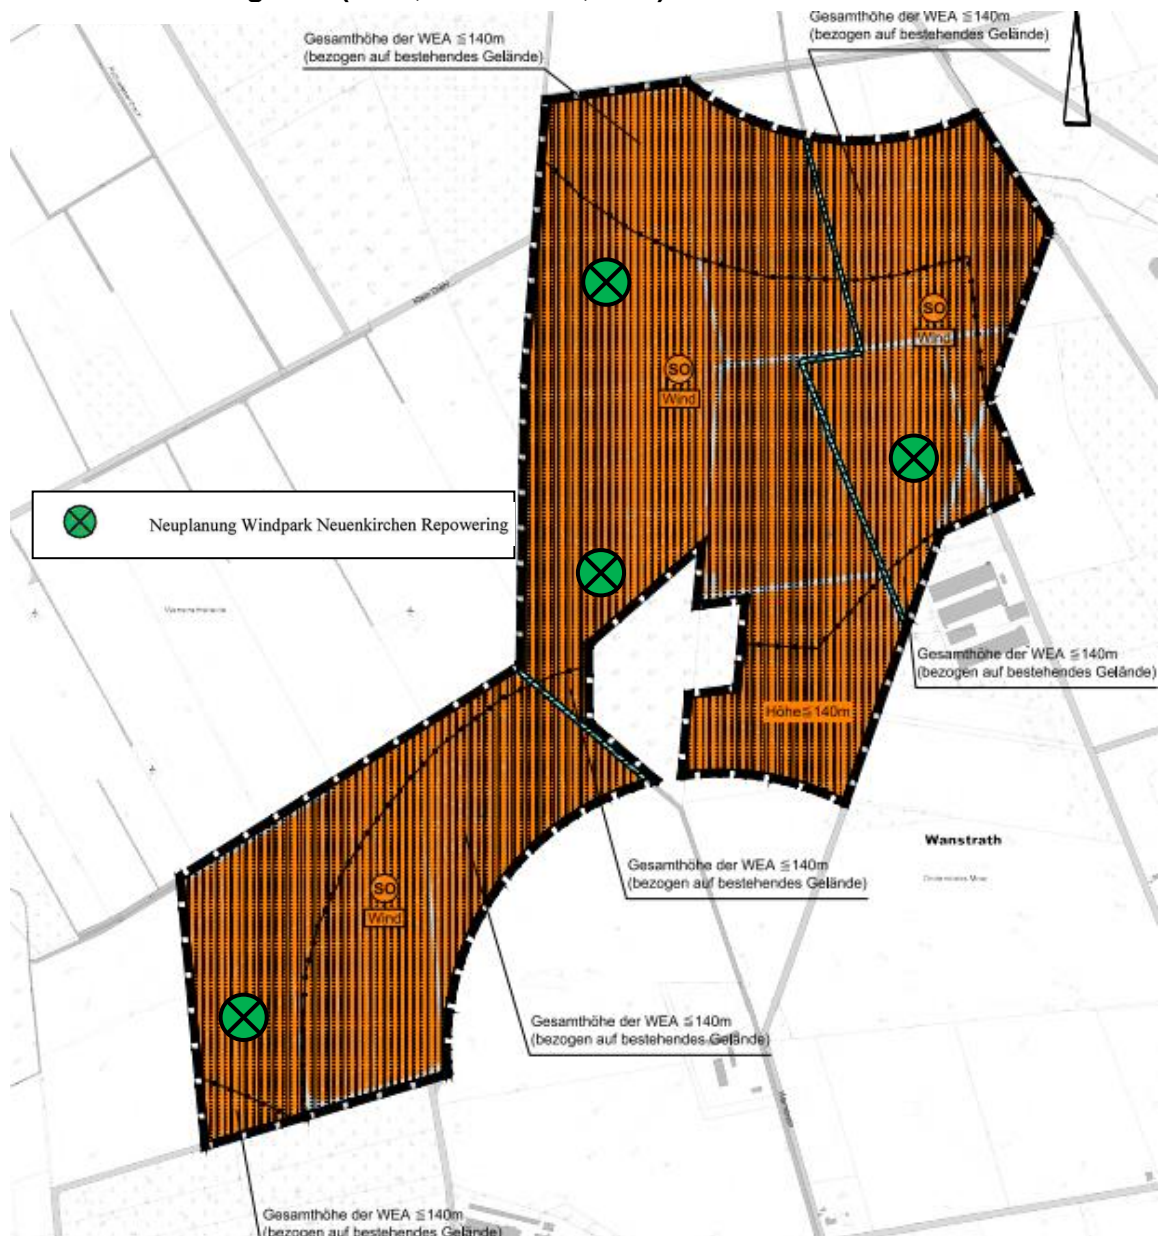 Gesamthöhe der WEA ≦140m
(bezogen auf bestehendes Gelände)
Gesamthöhe der WEA ≦140m
(bezogen auf bestehendes Gelände)
Klein Drehl
SO
Wind
SO
Wind
Neuplanung Windpark Neuenkirchen Repowering
Gesamthöhe der WEA ≦140m
(bezogen auf bestehendes Gelände)
Höhe≦140m
Wanstrath
Gesamthöhe der WEA ≦140m
(bezogen auf bestehendes Gelände)
SO
Wind
Gesamthöhe der WEA ≦140m
(bezogen auf bestehendes Gelände)
Gesamthöhe der WEA ≦140m
(bezogen auf bestehendes Gelände)